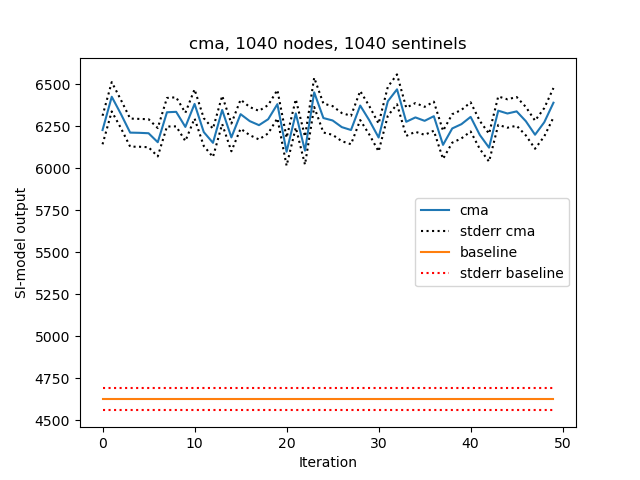 cma, 1040 nodes, 1040 sentinels
SI-model output
6500
6250
6000
5750
5500
5250
5000
4750
4500
cma
stderr cma
baseline
stderr baseline
0
10
20
30
40
50
Iteration